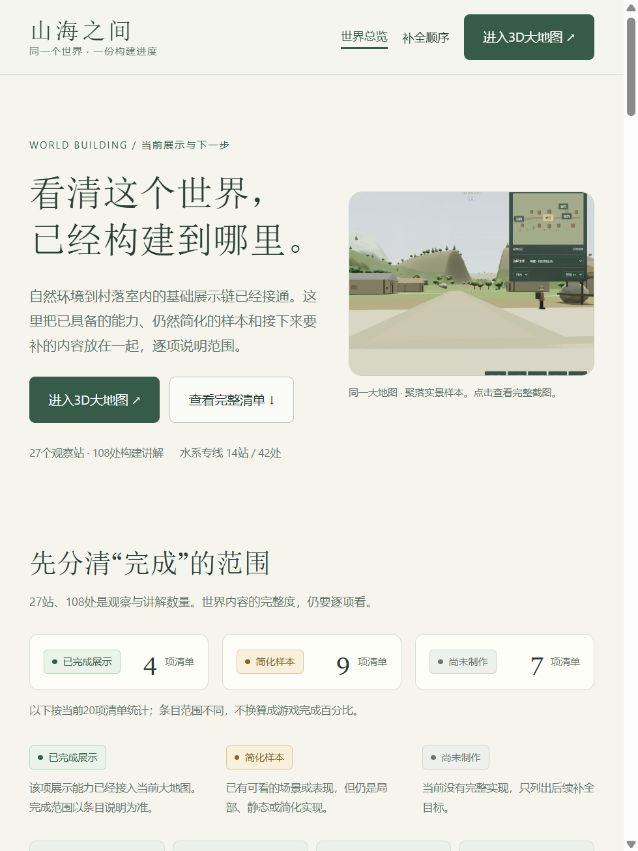 山海之间
同一个世界 · 一份构建进度
世界总览
补全顺序
进入3D大地图 ↗
WORLD BUILDING / 当前展示与下一步
看清这个世界，
已经构建到哪里。
自然环境到村落室内的基础展示链已经接通。这
里把已具备的能力、仍然简化的样本和接下来要
补的内容放在一起，逐项说明范围。
进入3D大地图 ↗
查看完整清单 ↓
同一大地图 · 聚落实景样本。点击查看完整截图。
27个观察站 · 108处构建讲解
水系专线 14站 / 42处
先分清“完成”的范围
27站、108处是观察与讲解数量。世界内容的完整度，仍要逐项看。
已完成展示 4 项清单
简化样本 9 项清单
尚未制作 7 项清单
以下按当前20项清单统计；条目范围不同，不换算成游戏完成百分比。
已完成展示
该项展示能力已经接入当前大地图。
完成范围以条目说明为准。
简化样本
已有可看的场景或表现，但仍是局
部、静态或简化实现。
尚未制作
当前没有完整实现，只列出后续补全
目标。